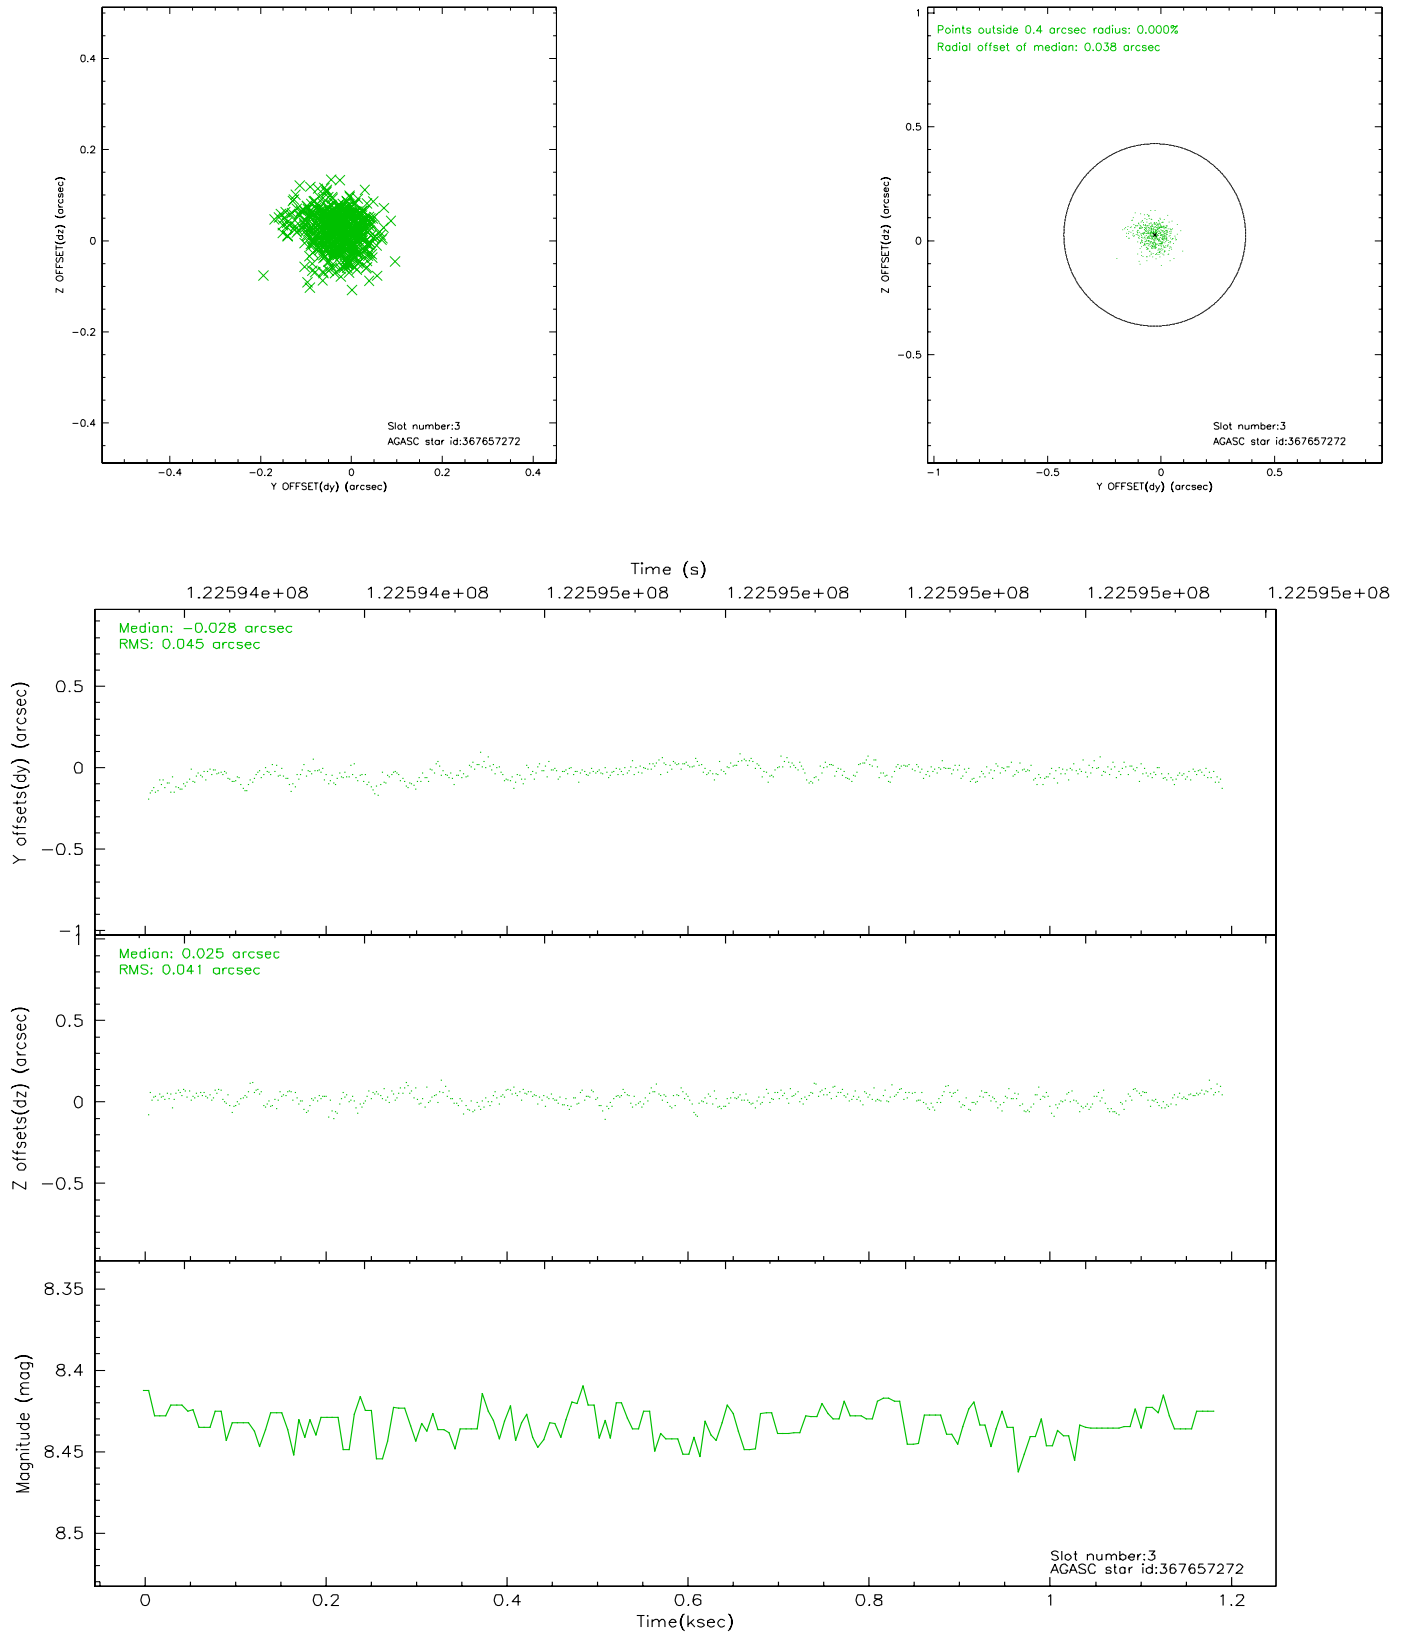 0.4
0.2
0
−0.2
−0.4
Z OFFSET(dz) (arcsec)
Slot number:3
AGASC star id:367657272
−0.4 −0.2 0 0.2 0.4
Y OFFSET(dy) (arcsec)
Points outside 0.4 arcsec radius: 0.000%
Radial offset of median: 0.038 arcsec
1
0.5
0
−0.5
Z OFFSET(dz) (arcsec)
Slot number:3
AGASC star id:367657272
−1 −0.5 0 0.5
Y OFFSET(dy) (arcsec)
Time (s)
1.22594e+08 1.22594e+08 1.22595e+08 1.22595e+08 1.22595e+08 1.22595e+08 1.22595e+08
Median: −0.028 arcsec
RMS: 0.045 arcsec
0.5
0
−0.5
−1
Y offsets(dy) (arcsec)
Median: 0.025 arcsec
RMS: 0.041 arcsec
1
0.5
0
−0.5
Z offsets(dz) (arcsec)
8.35
8.4
8.45
8.5
Magnitude (mag)
Slot number:3
AGASC star id:367657272
0 0.2 0.4 0.6 0.8 1 1.2
Time(ksec)